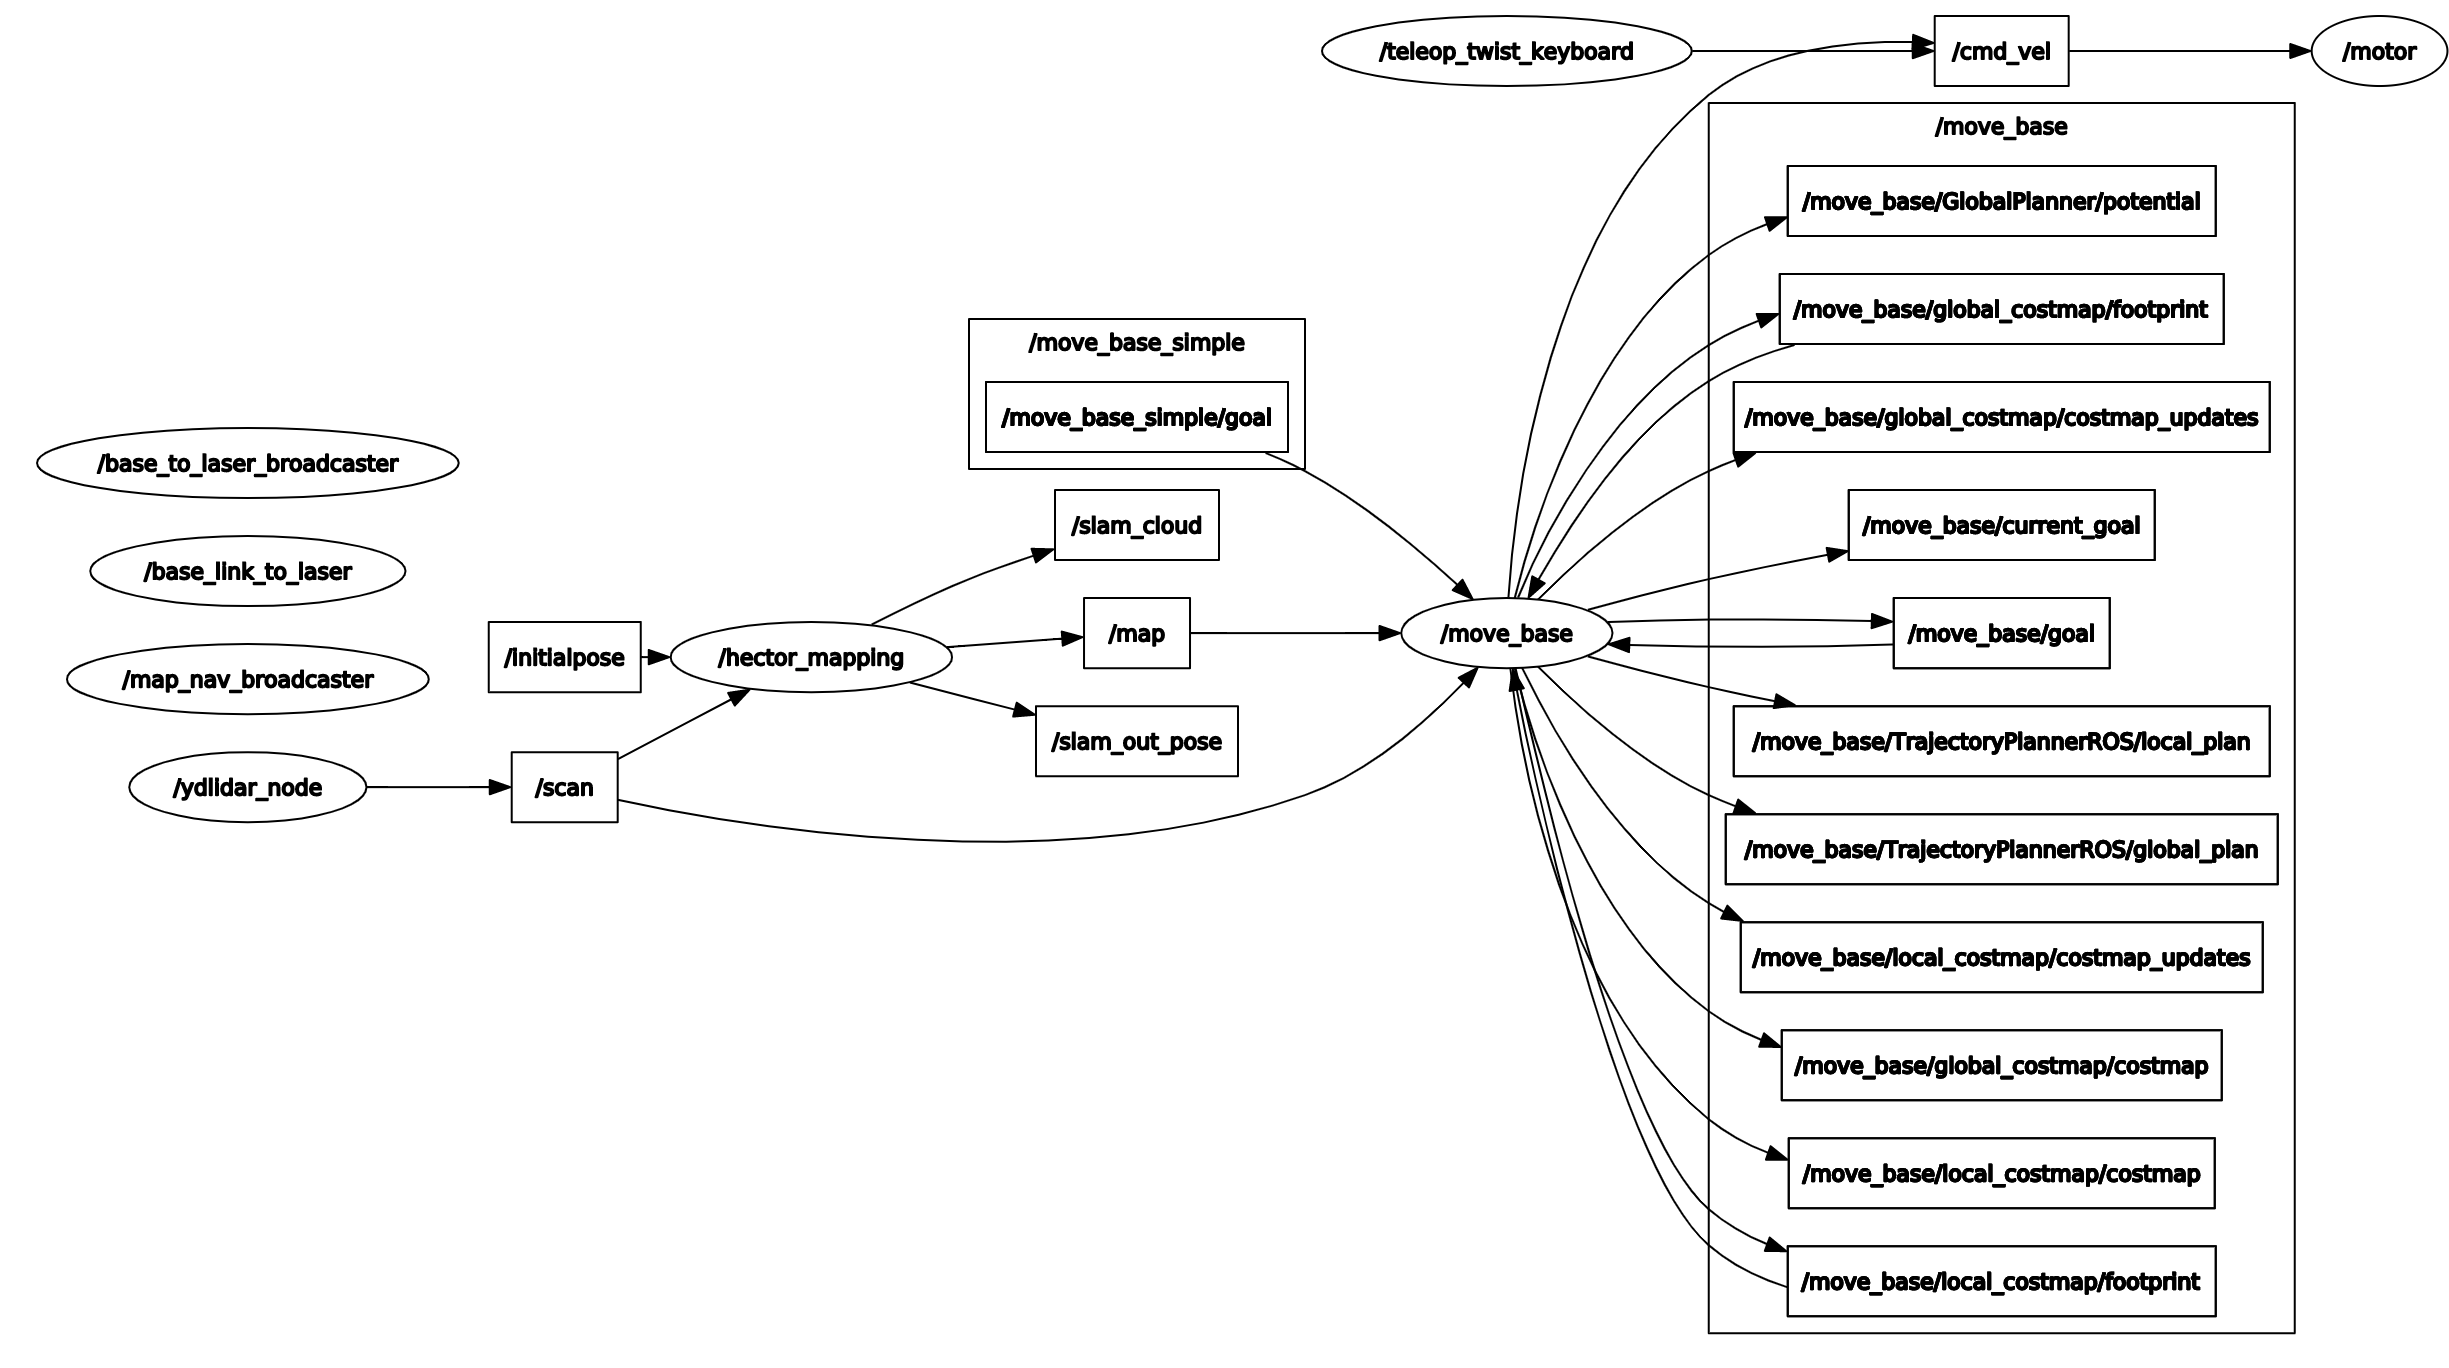 /teleop_twist_keyboard
/cmd_vel
/motor
/move_base
/move_base/GlobalPlanner/potential
/move_base/global_costmap/footprint
/move_base_simple
/move_base_simple/goal
/move_base/global_costmap/costmap_updates
/base_to_laser_broadcaster
/slam_cloud
/move_base/current_goal
/base_link_to_laser
/initialpose
/hector_mapping
/map
/move_base
/move_base/goal
/map_nav_broadcaster
/slam_out_pose
/move_base/TrajectoryPlannerROS/local_plan
/ydlidar_node
/scan
/move_base/TrajectoryPlannerROS/global_plan
/move_base/local_costmap/costmap_updates
/move_base/global_costmap/costmap
/move_base/local_costmap/costmap
/move_base/local_costmap/footprint